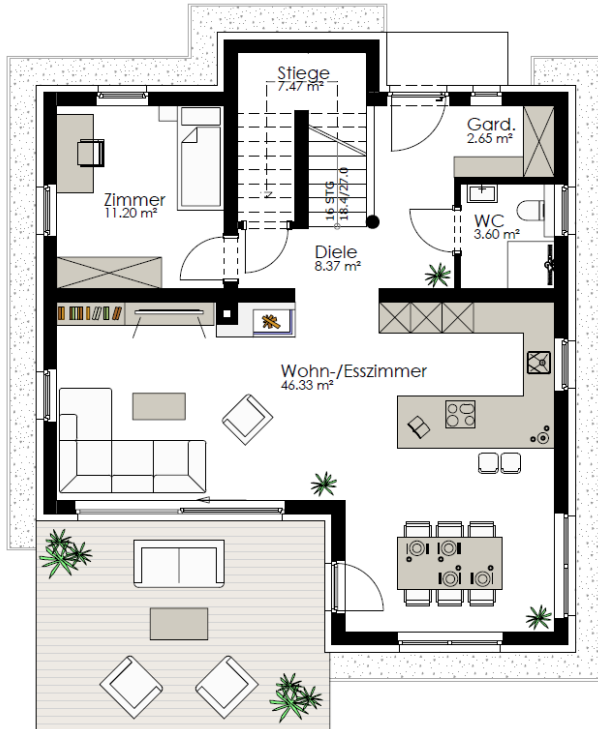 Stiege
7.47 m²
Gard.
2.65 m²
Zimmer
11.20 m²
16 STG
18.4/27.0
WC
3.60 m²
Diele
8.37 m²
Wohn-/Esszimmer
46.33 m²